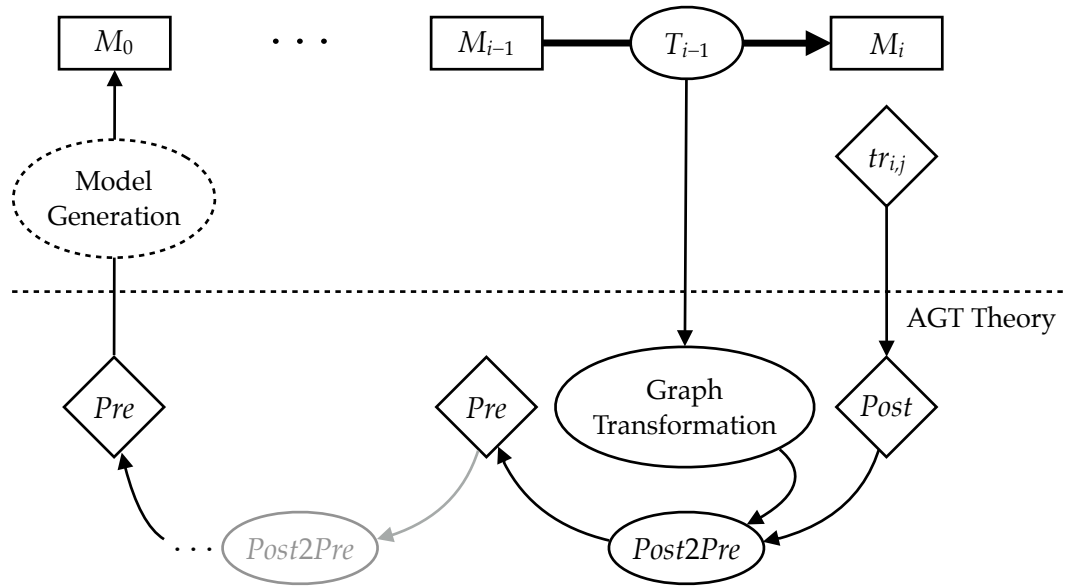 M₀ · · · Mᵢ₋₁ Tᵢ₋₁ Mᵢ
trᵢ,ⱼ
Model
Generation
AGT Theory
Pre Pre Graph
Transformation Post
· · · Post2Pre Post2Pre